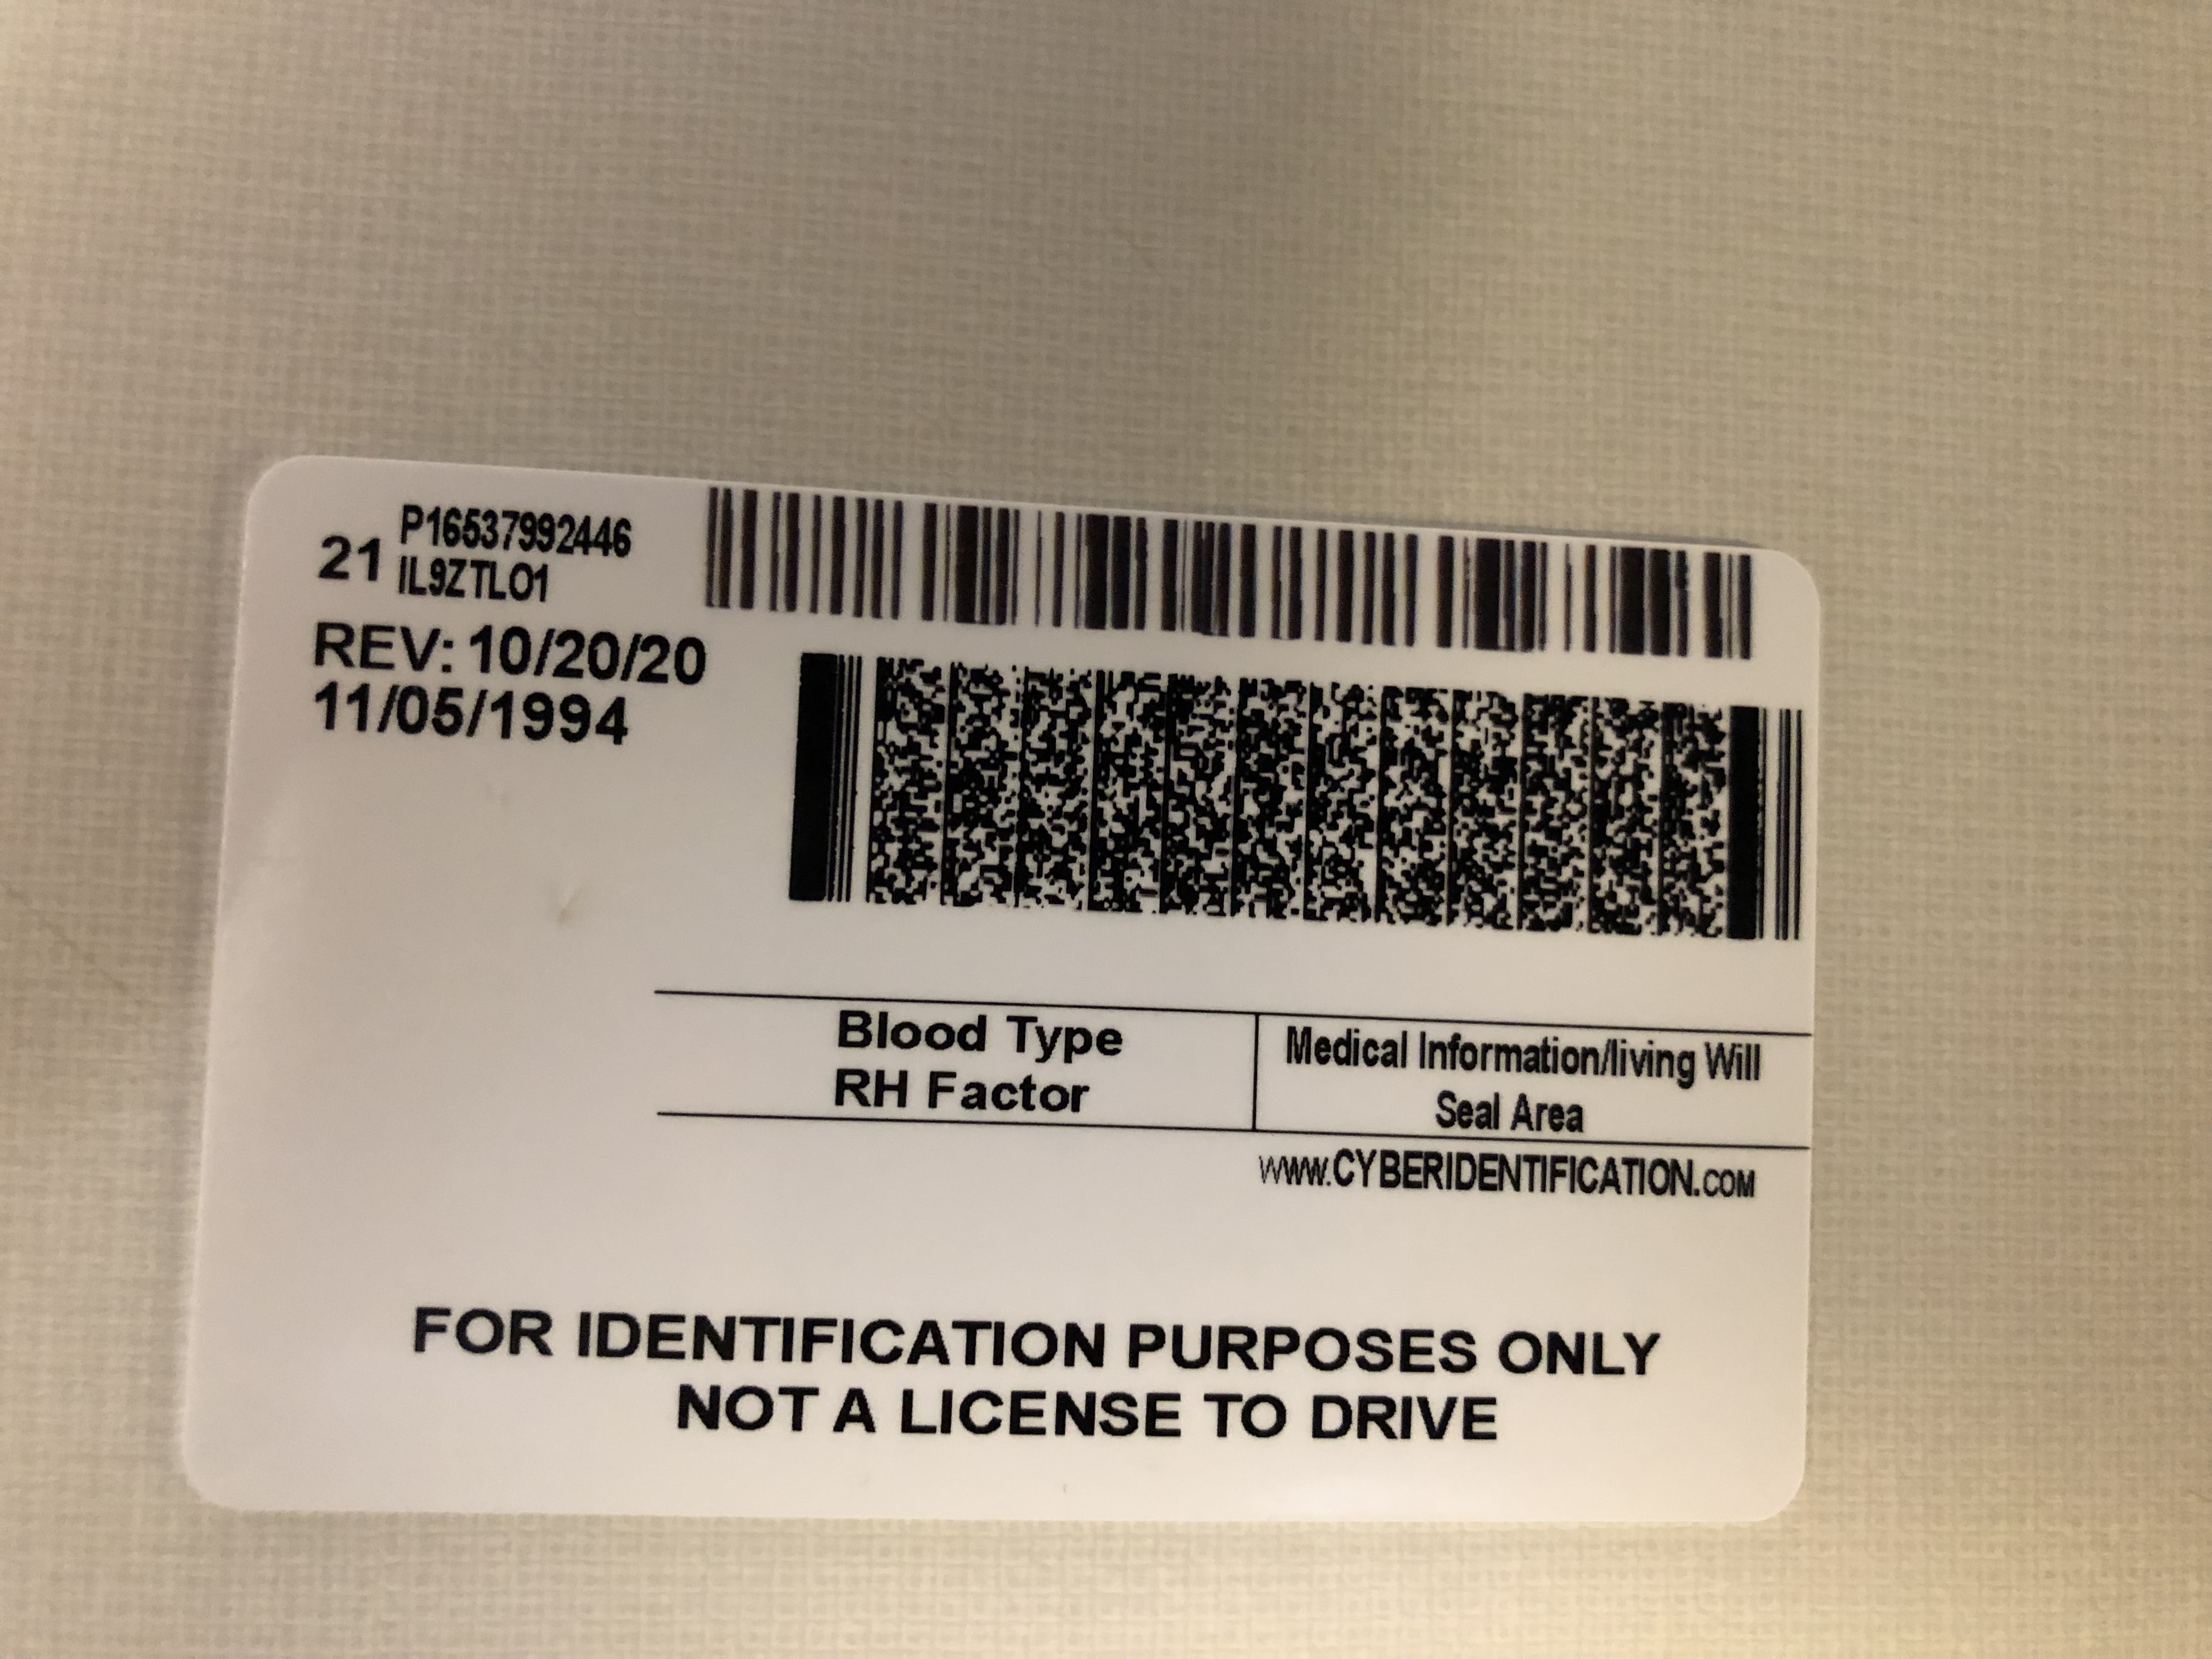 21 P16537992446
IL9ZTLO1
REV: 10/20/20
11/05/1994
Blood Type
RH Factor
Medical Information/living Will
Seal Area
www.CYBERIDENTIFICATION.COM
FOR IDENTIFICATION PURPOSES ONLY
NOT A LICENSE TO DRIVE